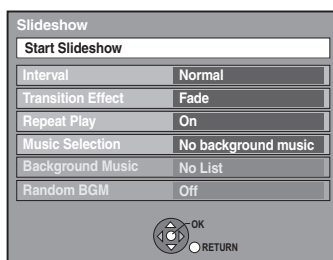 Slideshow
Start Slideshow
Interval Normal
Transition Effect Fade
Repeat Play On
Music Selection No background music
Background Music No List
Random BGM Off
OK
RETURN